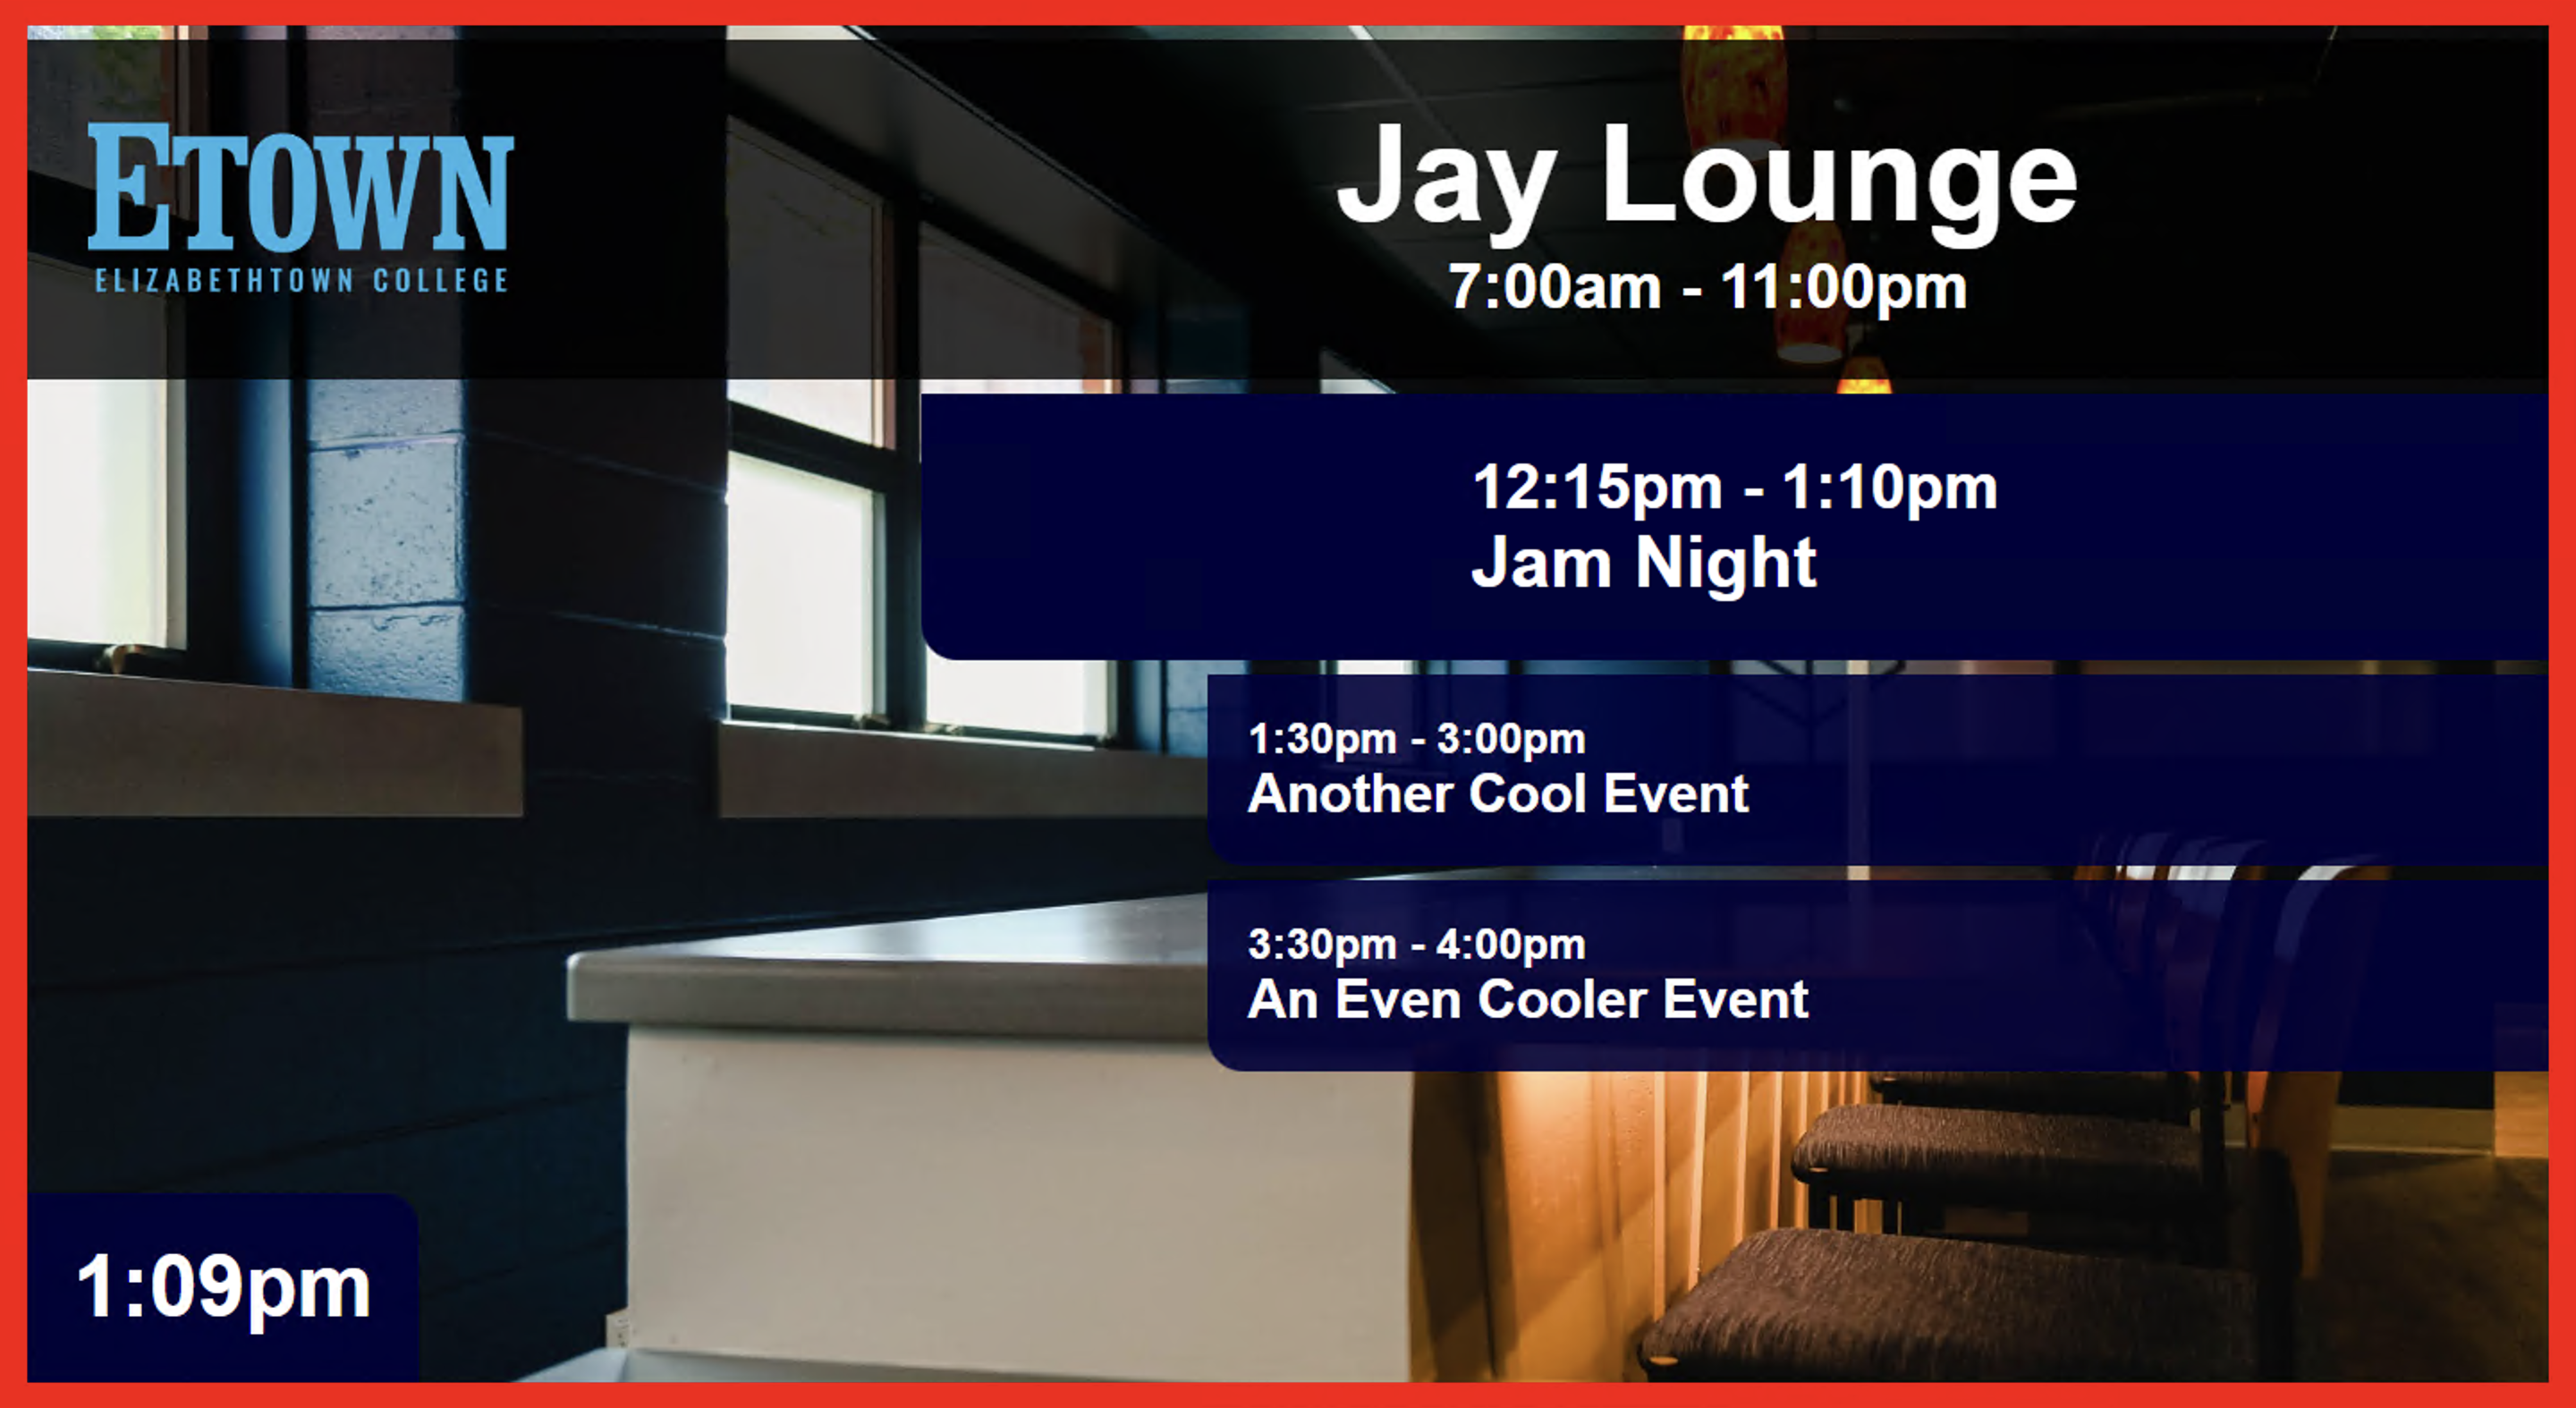 ETOWN
ELIZABETHTOWN COLLEGE
Jay Lounge
7:00am - 11:00pm
12:15pm - 1:10pm
Jam Night
1:30pm - 3:00pm
Another Cool Event
3:30pm - 4:00pm
An Even Cooler Event
1:09pm